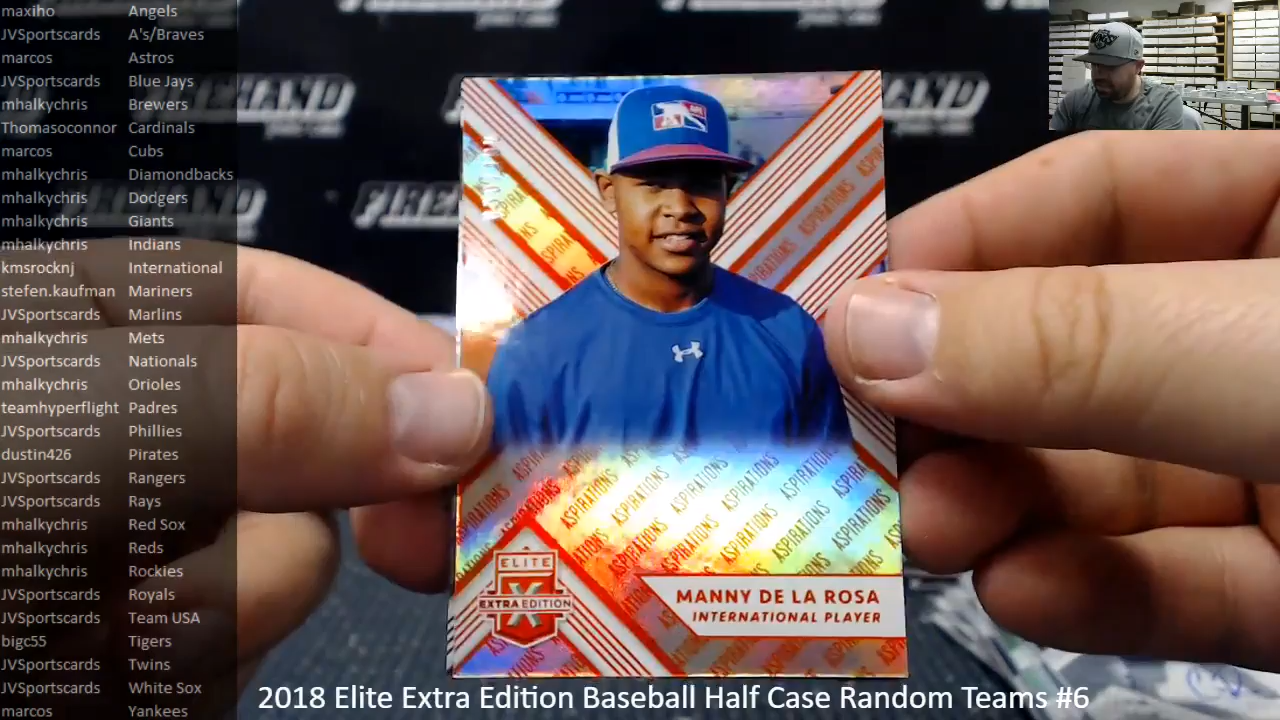 maxiho Angels
JVSportscards A's/Braves
marcos Astros
JVSportscards Blue Jays
mhalkychris Brewers
Thomasoconnor Cardinals
marcos Cubs
mhalkychris Diamondbacks
mhalkychris Dodgers
mhalkychris Giants
mhalkychris Indians
kmsrocknj International
stefen.kaufman Mariners
JVSportscards Marlins
mhalkychris Mets
JVSportscards Nationals
mhalkychris Orioles
teamhyperflight Padres
JVSportscards Phillies
dustin426 Pirates
JVSportscards Rangers
JVSportscards Rays
mhalkychris Red Sox
mhalkychris Reds
mhalkychris Rockies
JVSportscards Royals
JVSportscards Team USA
bigc55 Tigers
JVSportscards Twins
JVSportscards White Sox
marcos Yankees
FIREHAND
KINGS
ASPIRATIONS
ELITE
X
EXTRA EDITION
MANNY DE LA ROSA
INTERNATIONAL PLAYER
2018 Elite Extra Edition Baseball Half Case Random Teams #6